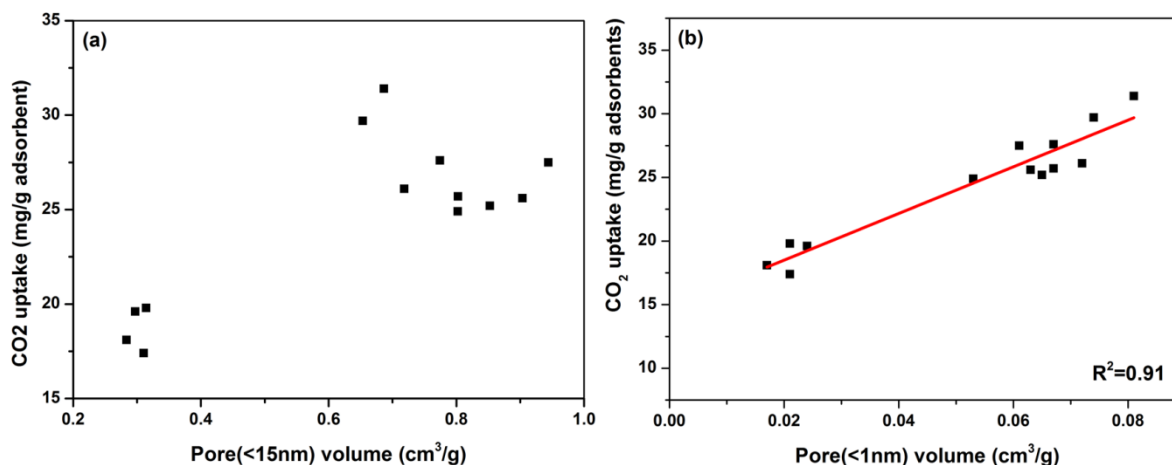 (a)
CO2 uptake (mg/g adsorbent)
35
30
25
20
15
0.2 0.4 0.6 0.8 1.0
Pore(<15nm) volume (cm³/g)
(b)
CO₂ uptake (mg/g adsorbents)
35
30
25
20
15
10
R²=0.91
0.00 0.02 0.04 0.06 0.08
Pore(<1nm) volume (cm³/g)